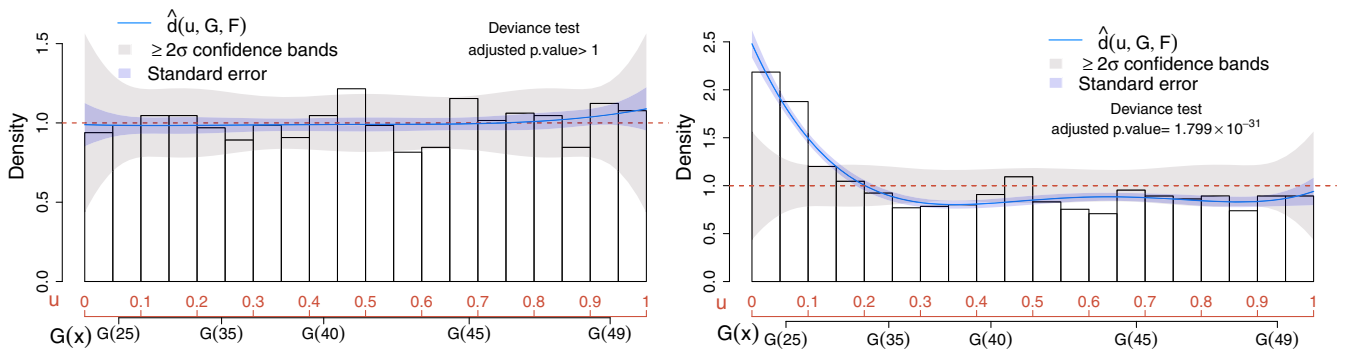 d̂(u, G, F)
≥ 2σ confidence bands
Standard error
Deviance test
adjusted p.value> 1
Density
1.5
1.0
0.5
0.0
u 0 0.1 0.2 0.3 0.4 0.5 0.6 0.7 0.8 0.9 1
G(x) G(25) G(35) G(40) G(45) G(49)
d̂(u, G, F)
≥ 2σ confidence bands
Standard error
Deviance test
adjusted p.value= 1.799×10⁻³¹
Density
2.5
2.0
1.5
1.0
0.5
0.0
u 0 0.1 0.2 0.3 0.4 0.5 0.6 0.7 0.8 0.9 1
G(x) G(25) G(35) G(40) G(45) G(49)